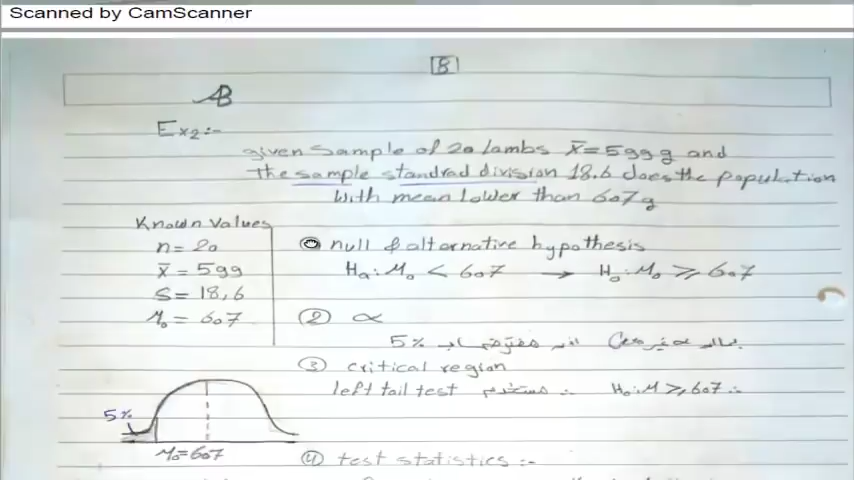 Scanned by CamScanner
8
AB
Ex2:-
given sample of 20 lambs x̄=599 g and
the sample standrad division 18.6 does the population
with mean lower than 607 g
Known Values
n=20
x̄=599
S=18,6
M₀=607
① null & alternative hypothesis
Hₐ:M₀<607 → H₀:M₀⩾607
② α
5%
③ critical region
left tail test نستخدم ∴ H₀:M⩾607 ∵
5%
M₀=607
④ test statistics:-